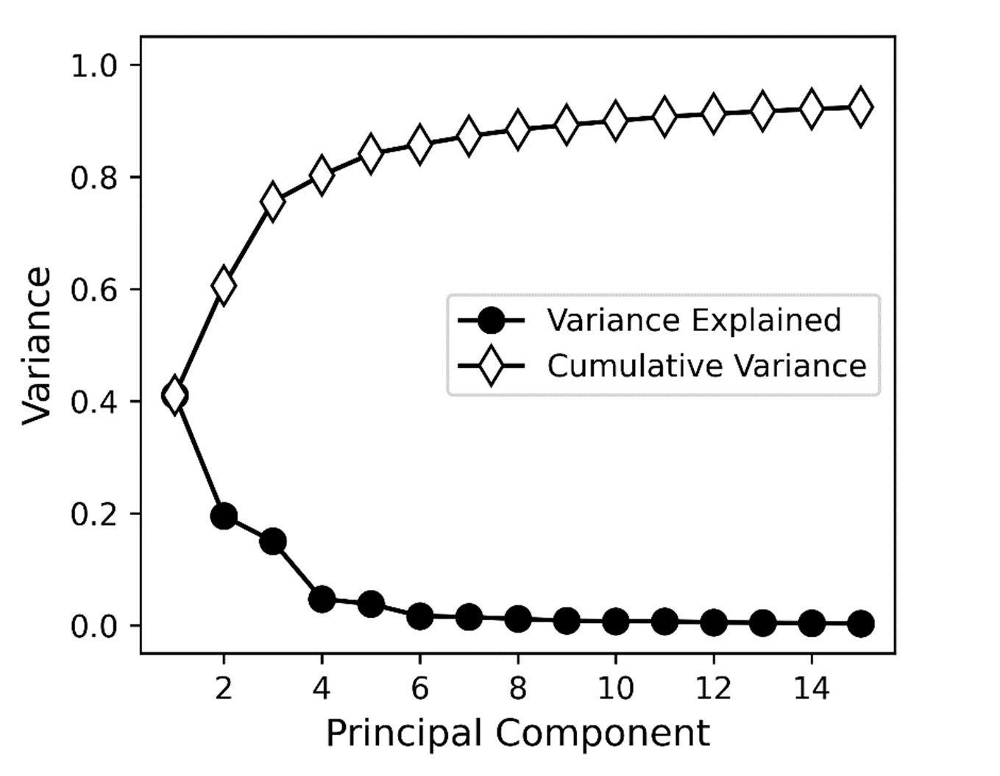 1.0
0.8
0.6
0.4
0.2
0.0
Variance
Variance Explained
Cumulative Variance
2 4 6 8 10 12 14
Principal Component